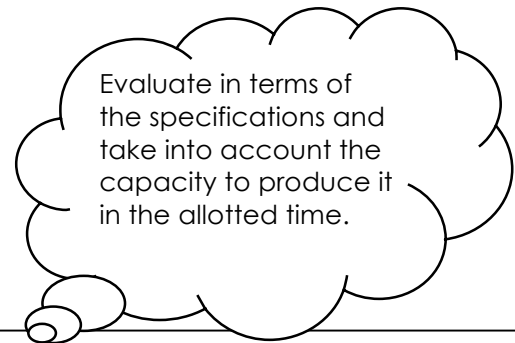 Evaluate in terms of
the specifications and
take into account the
capacity to produce it
in the allotted time.